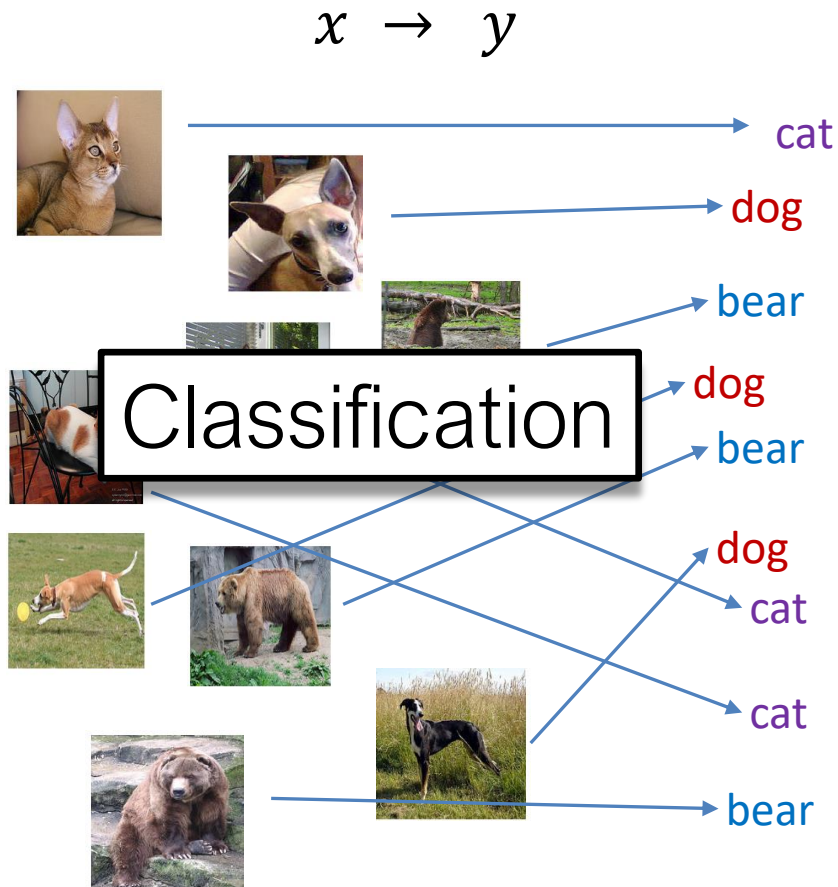 x → y
cat
dog
bear
dog
Classification
bear
dog
cat
cat
bear